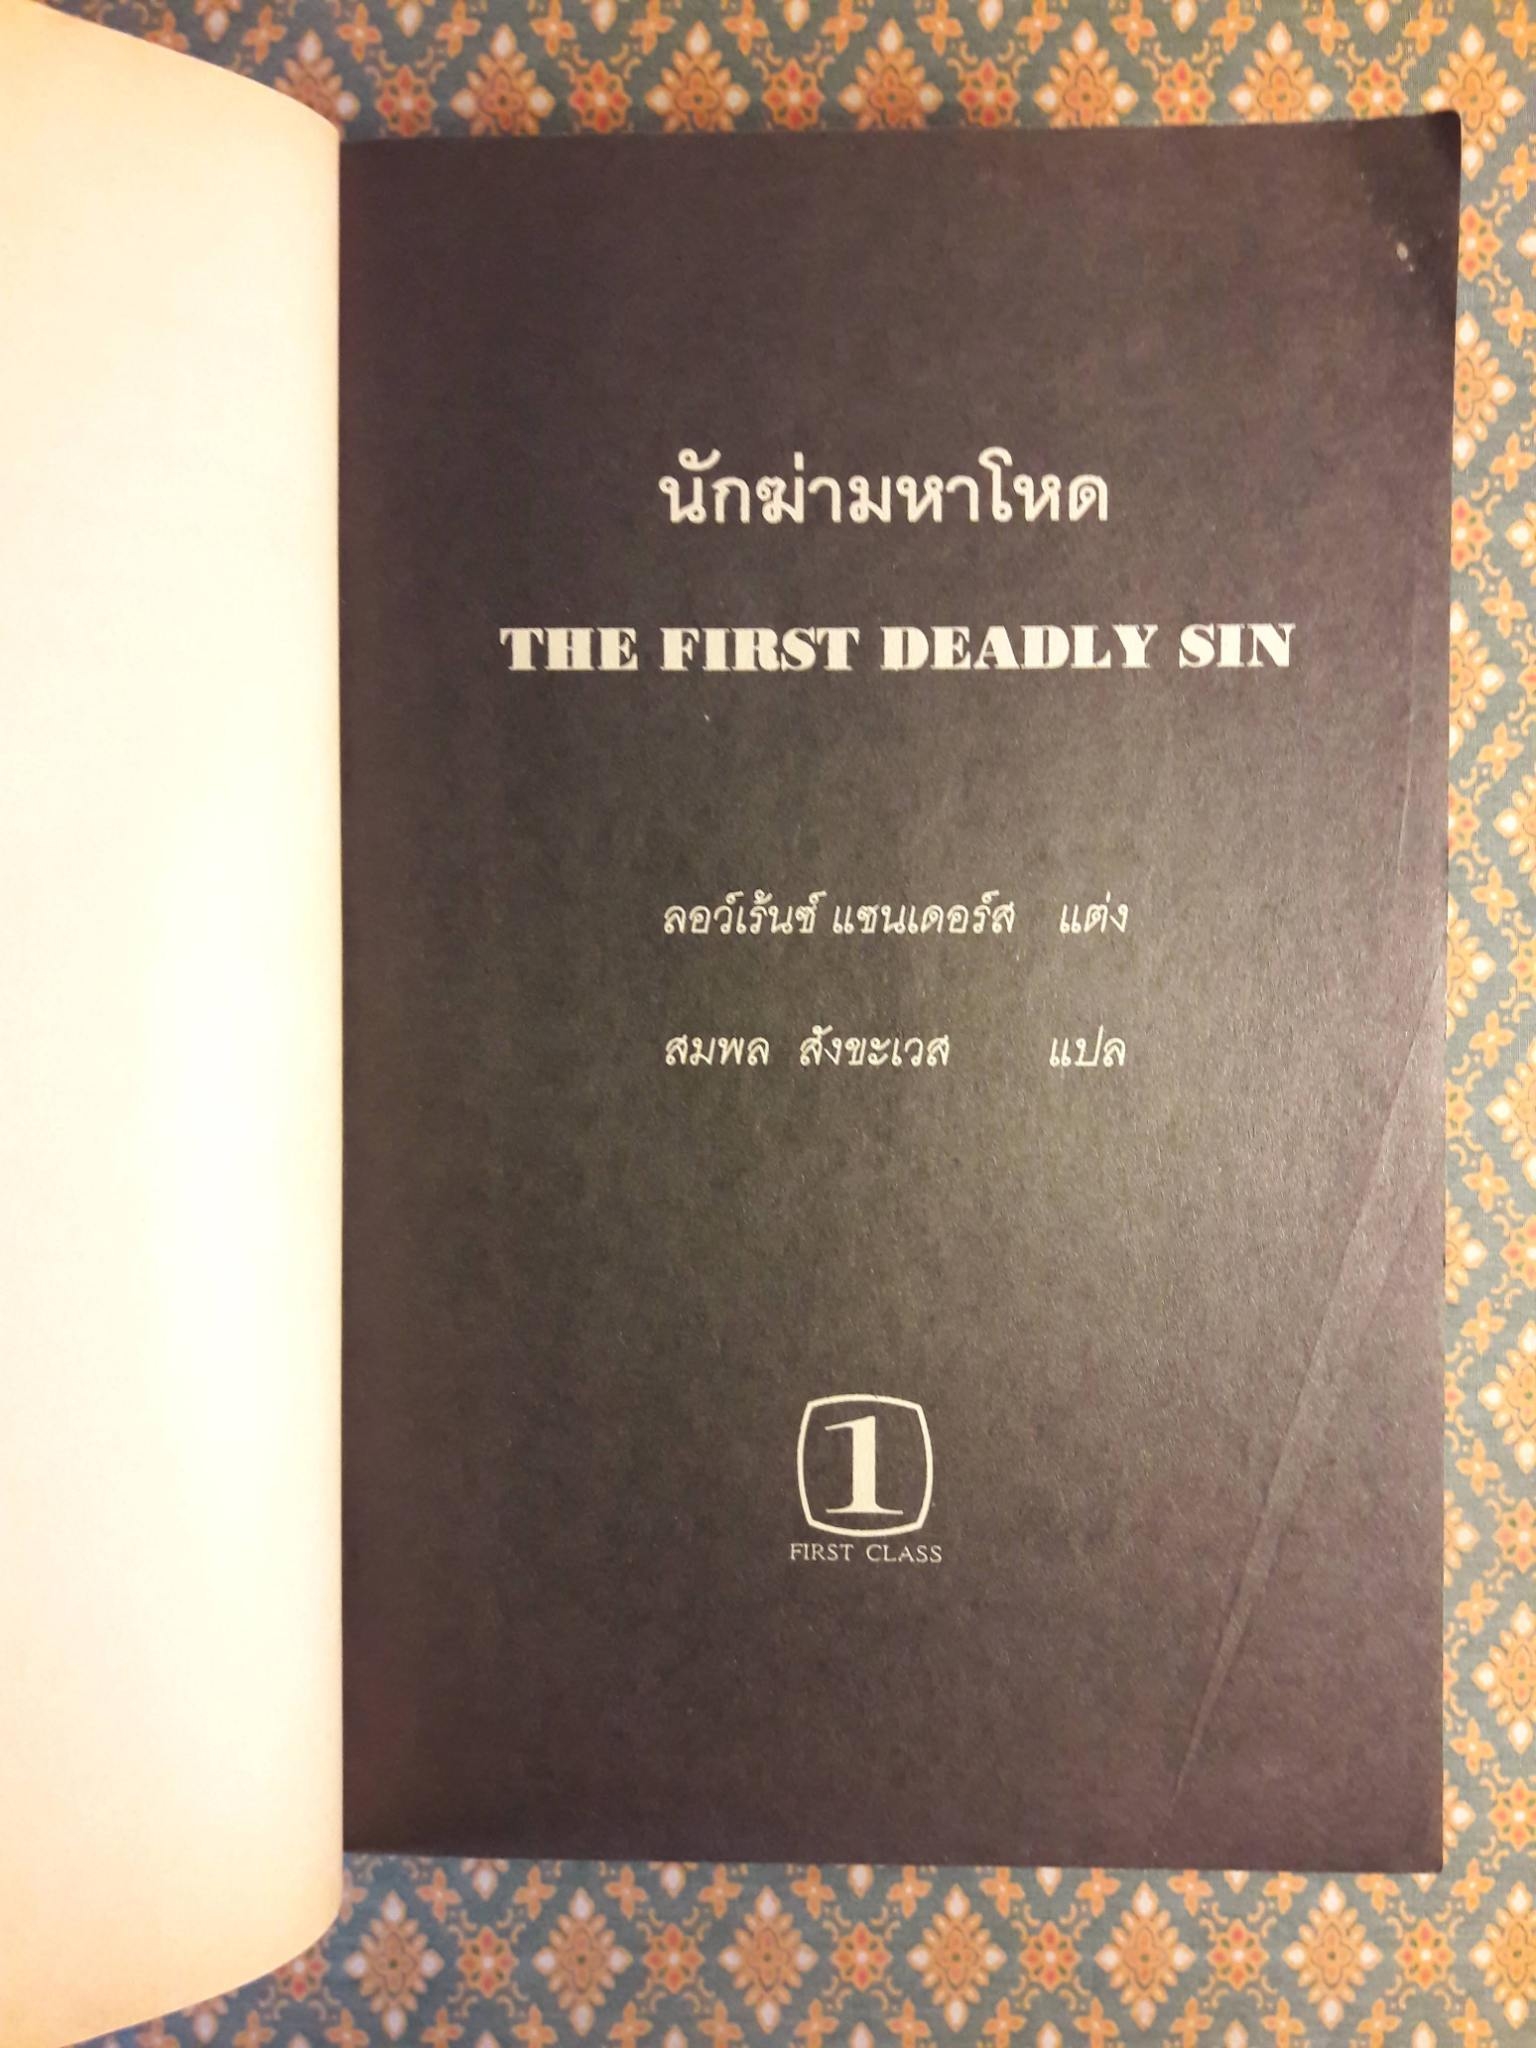 นักฆ่ามหาโหด
THE FIRST DEADLY SIN
ลอว์เร้นซ์ แซนเดอร์ส แต่ง
สมพล สังขะเวส แปล
1
FIRST CLASS